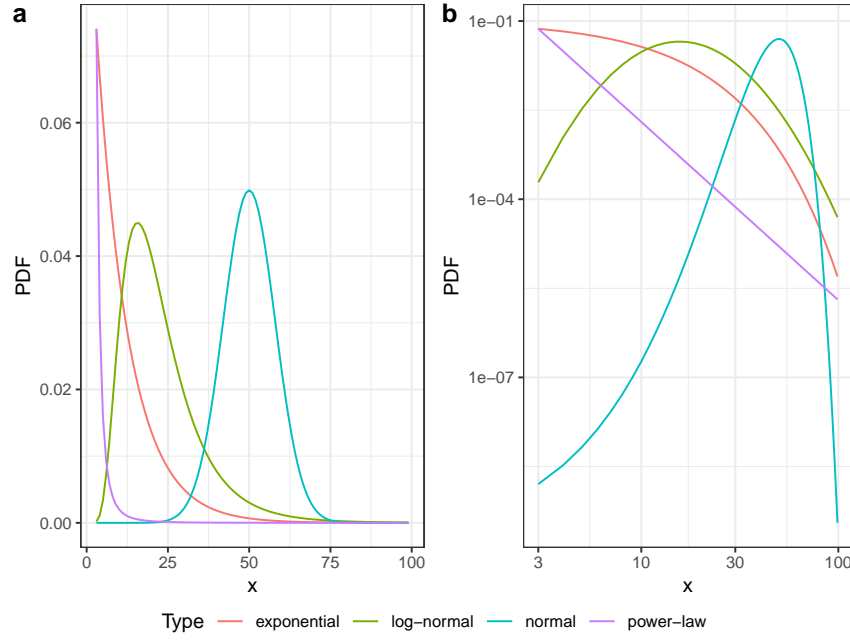 a
PDF
0.06
0.04
0.02
0.00
0 25 50 75 100
x
b
PDF
1e−01
1e−04
1e−07
3 10 30 100
x
Type exponential log−normal normal power−law